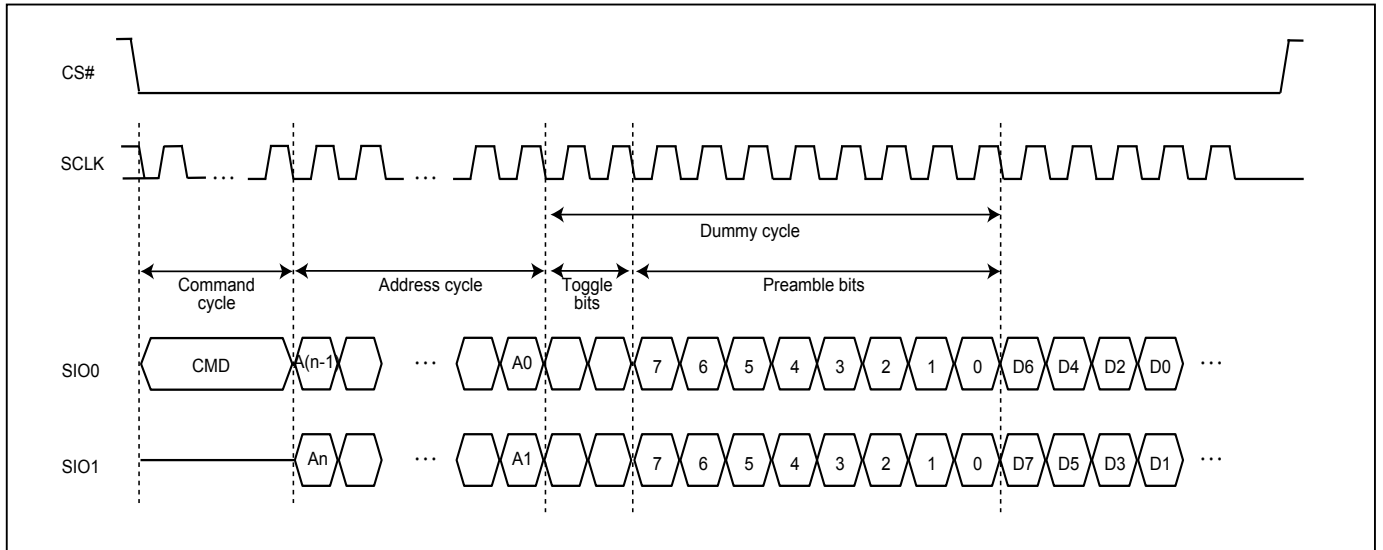 CS#
SCLK
...
...
Dummy cycle
Command cycle
Address cycle
Toggle bits
Preamble bits
SIO0
CMD
A(n-1)
...
A0
7 6 5 4 3 2 1 0
D6 D4 D2 D0
...
SIO1
An
...
A1
7 6 5 4 3 2 1 0
D7 D5 D3 D1
...